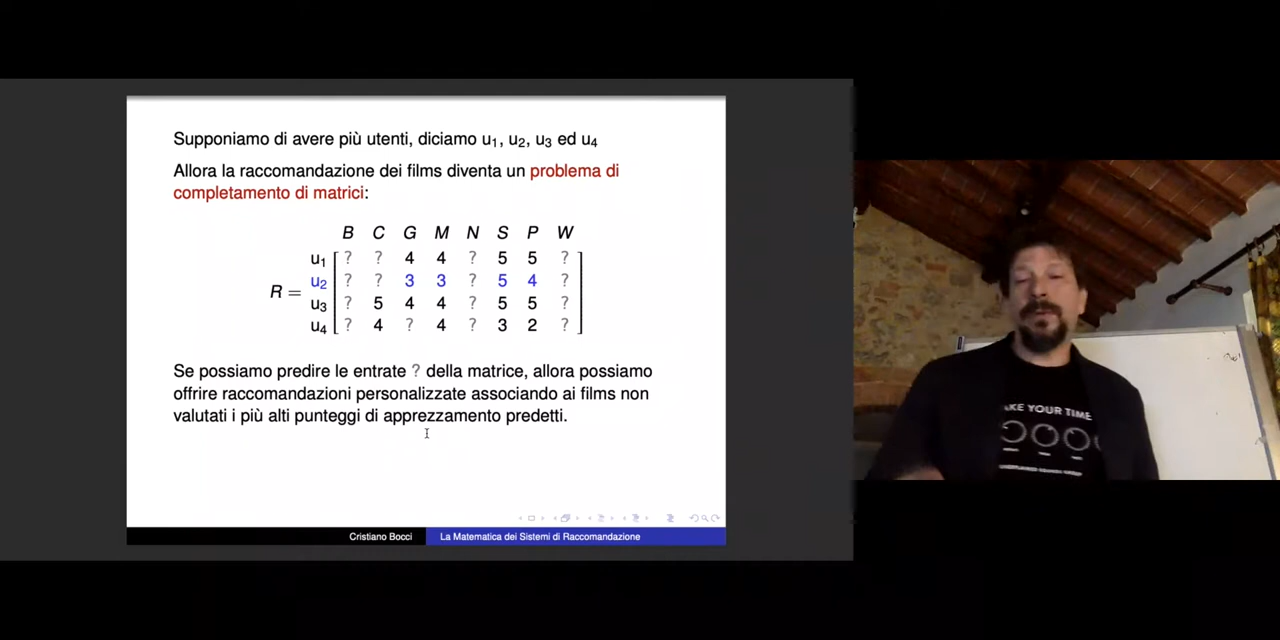 Supponiamo di avere più utenti, diciamo u₁, u₂, u₃ ed u₄
Allora la raccomandazione dei films diventa un problema di
completamento di matrici:
B C G M N S P W
u₁ ? ? 4 4 ? 5 5 ?
u₂ ? ? 3 3 ? 5 4 ?
R =
u₃ ? 5 4 4 ? 5 5 ?
u₄ ? 4 ? 4 ? 3 2 ?
Se possiamo predire le entrate ? della matrice, allora possiamo
offrire raccomandazioni personalizzate associando ai films non
valutati i più alti punteggi di apprezzamento predetti.
Cristiano Bocci La Matematica dei Sistemi di Raccomandazione
AKE YOUR TIME